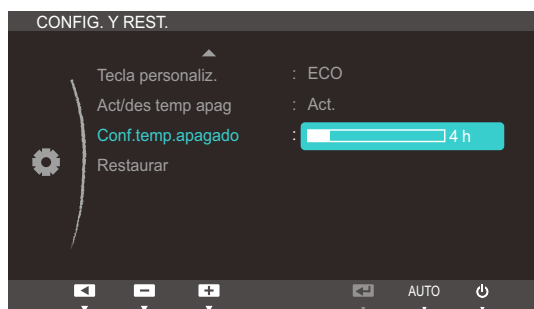 CONFIG. Y REST.
Tecla personaliz. : ECO
Act/des temp apag : Act.
Conf.temp.apagado : 4 h
Restaurar
AUTO